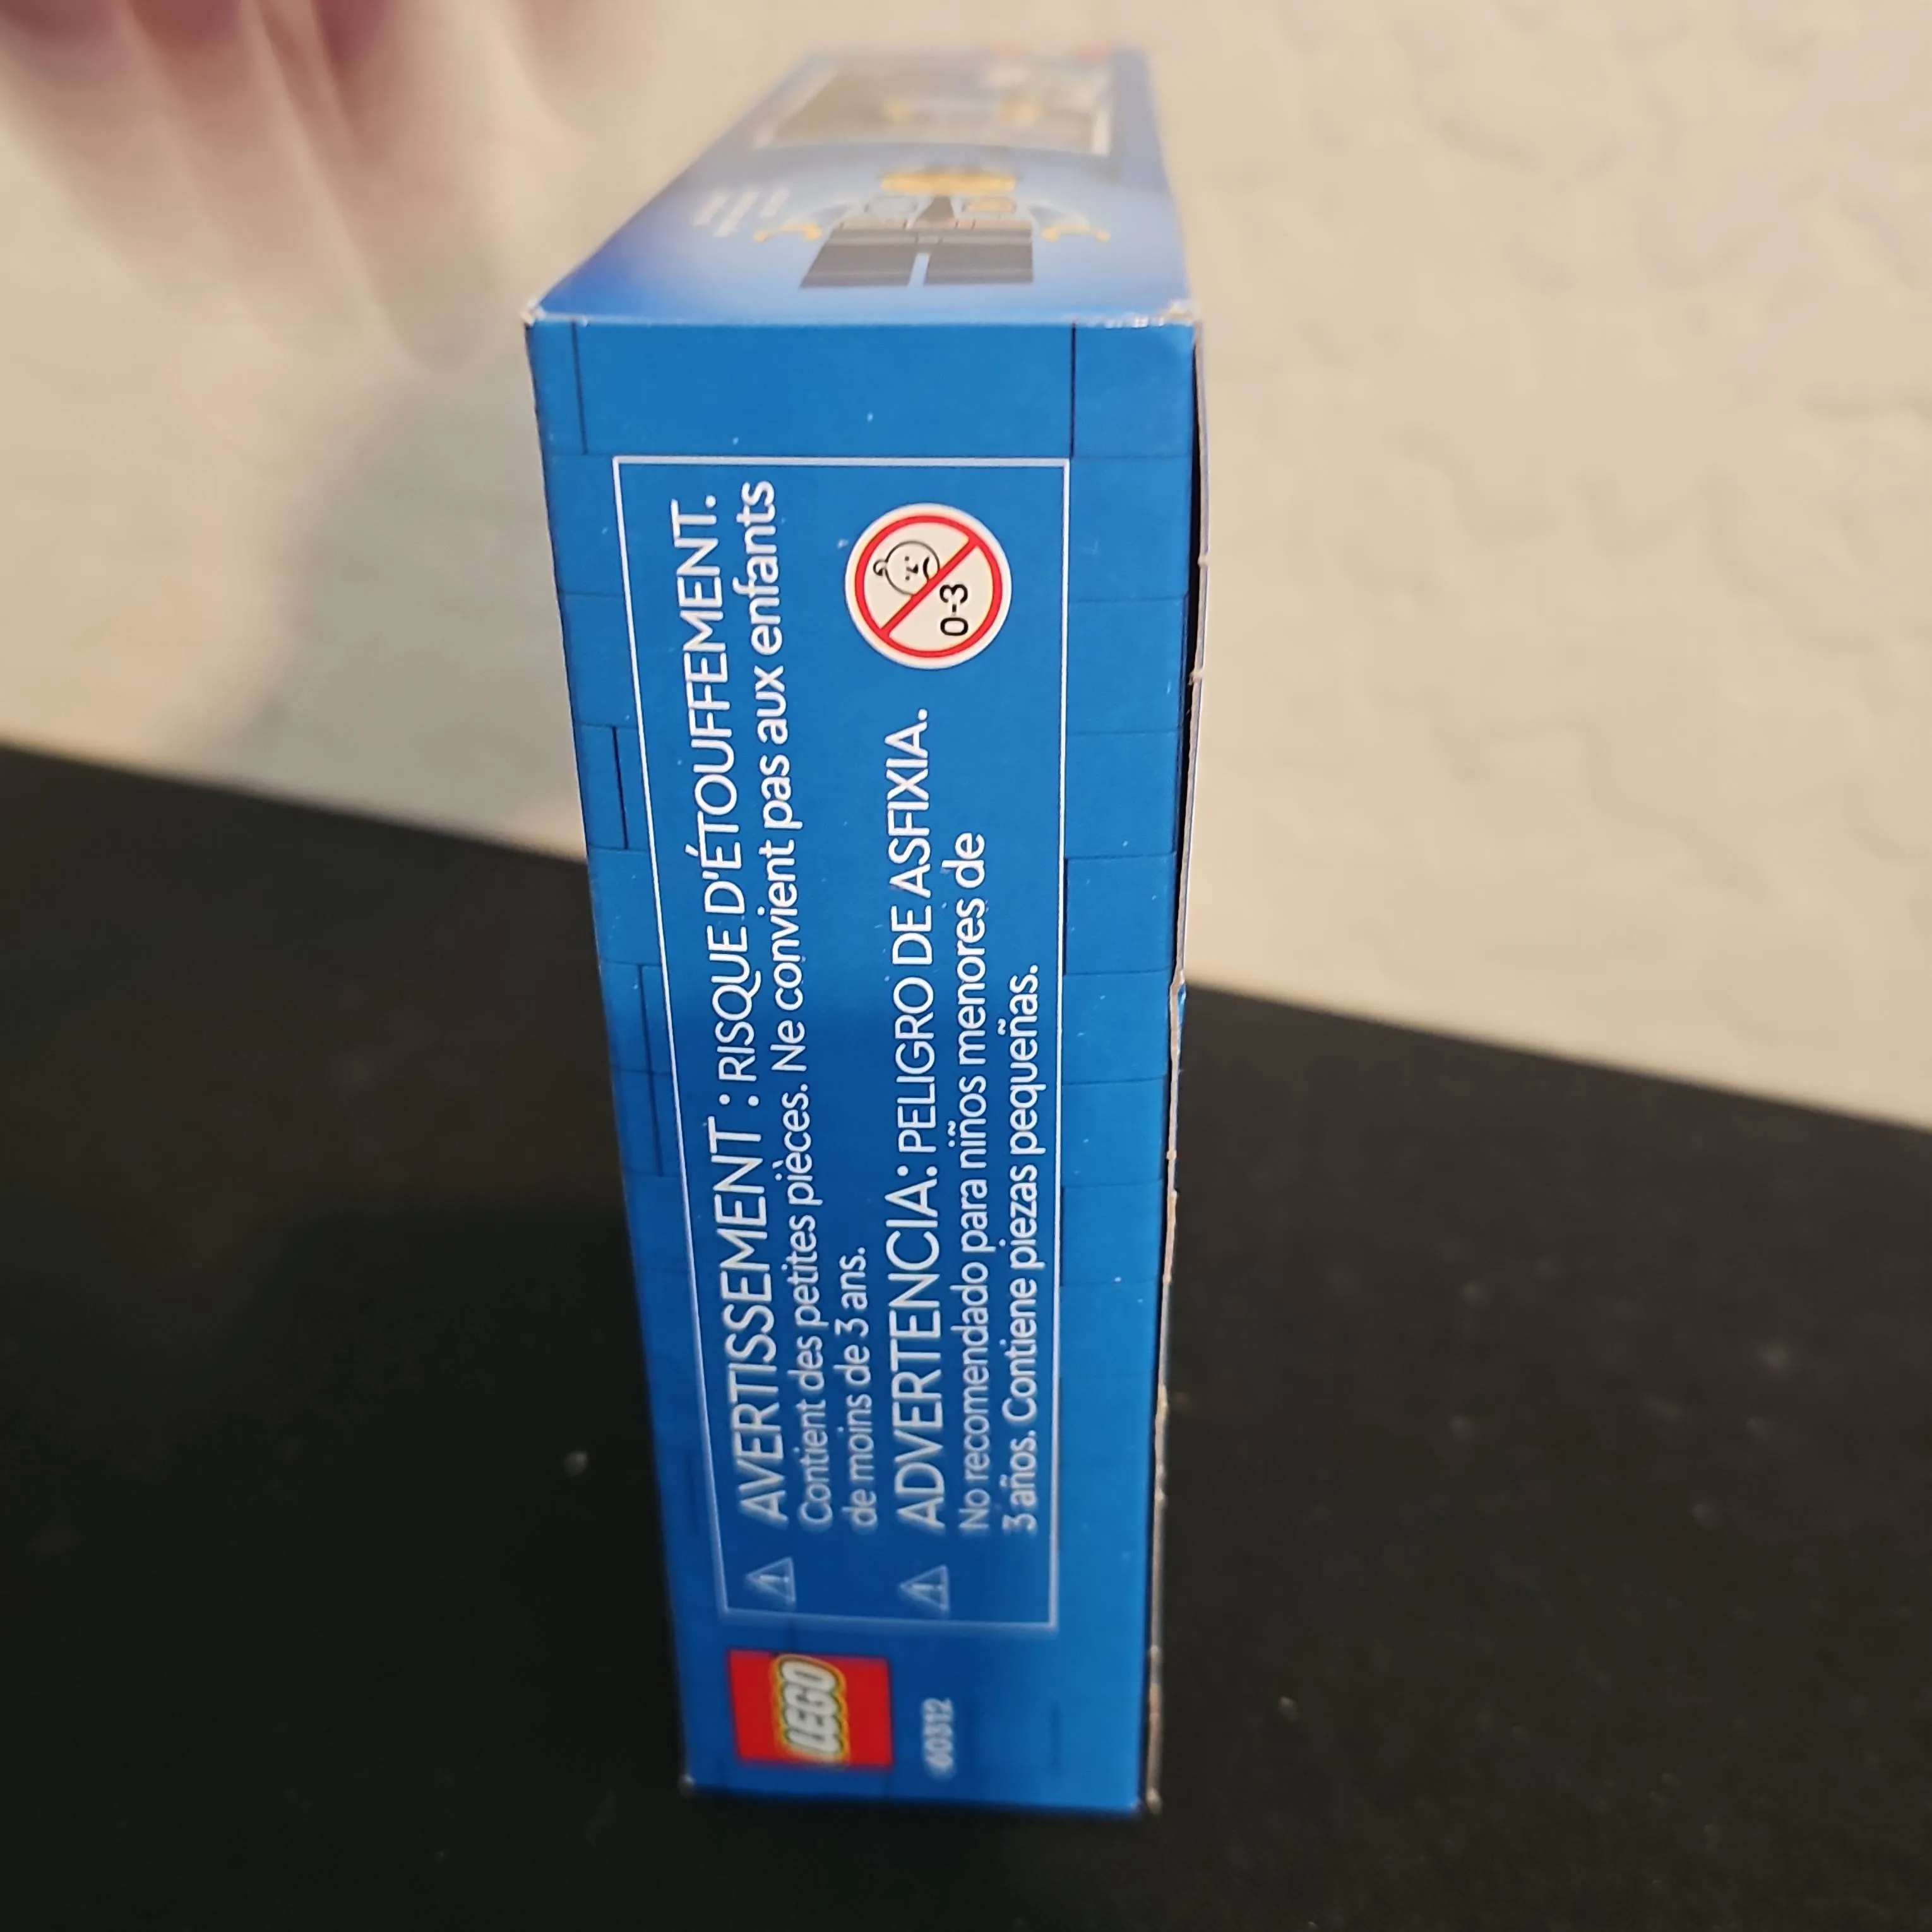 AVERTISSEMENT : RISQUE D'ÉTOUFFEMENT.
Contient des petites pièces. Ne convient pas aux enfants
de moins de 3 ans.
ADVERTENCIA: PELIGRO DE ASFIXIA.
No recomendado para niños menores de
3 años. Contiene piezas pequeñas.
0-3
LEGO
60312